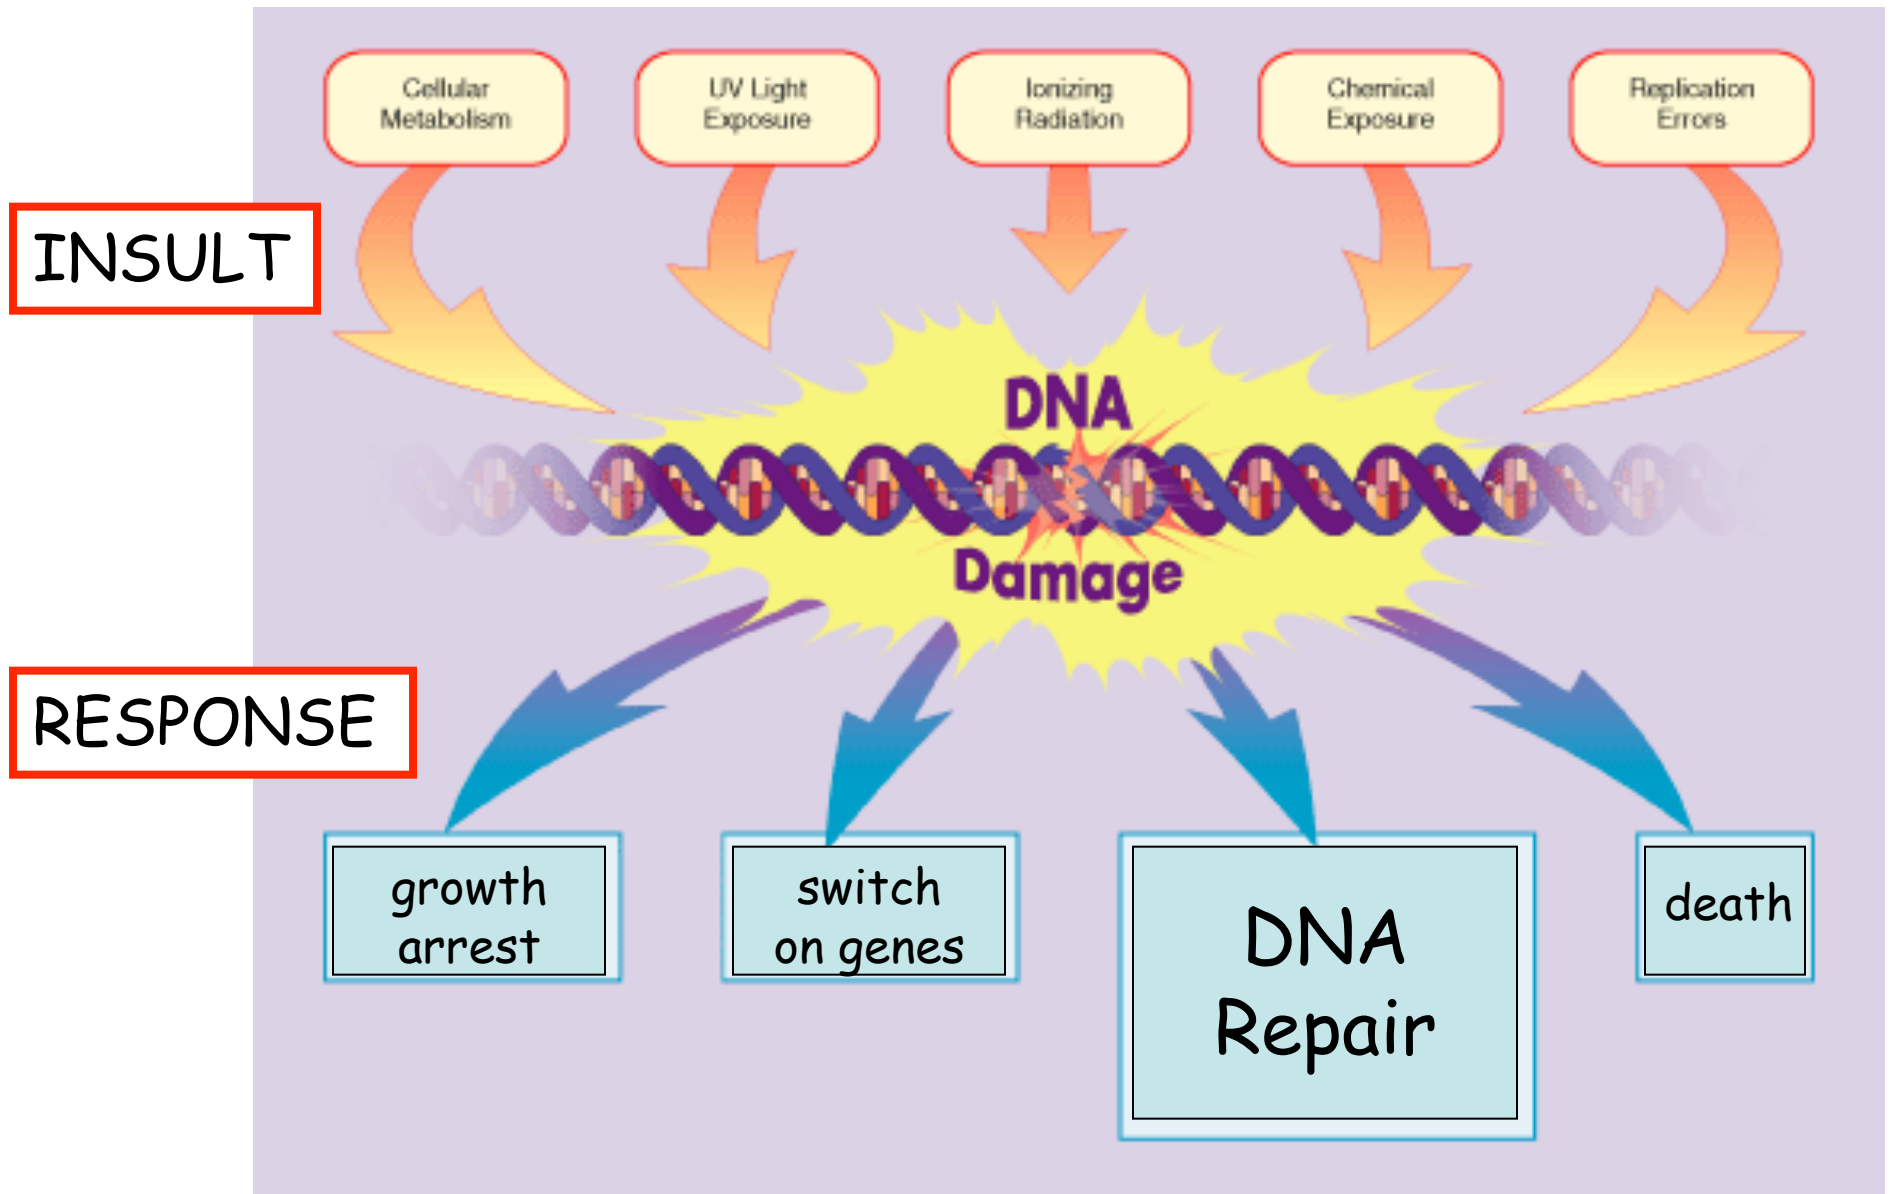 Cellular
Metabolism
UV Light
Exposure
Ionizing
Radiation
Chemical
Exposure
Replication
Errors
INSULT
DNA
Damage
RESPONSE
growth
arrest
switch
on genes
DNA
Repair
death